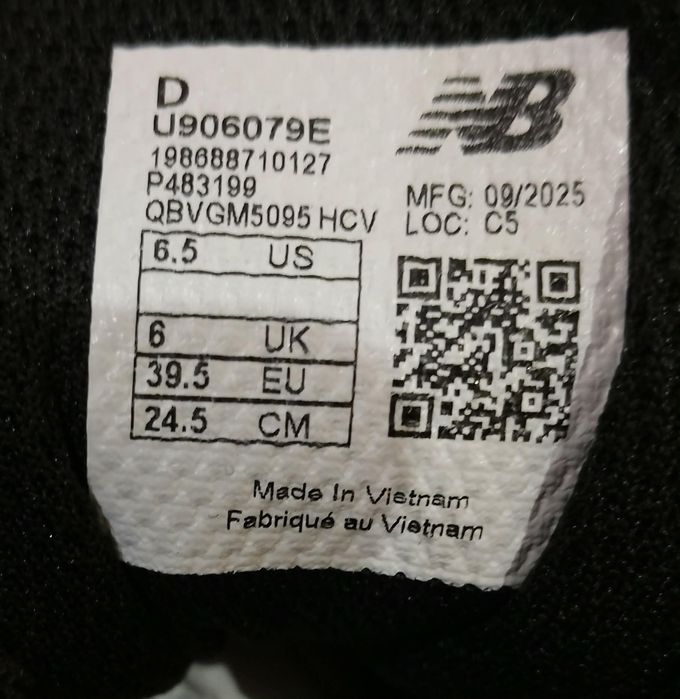 D
U906079E
198688710127
P483199
QBVGM5095 HCV
NB
MFG: 09/2025
LOC: C5
6.5 US
6 UK
39.5 EU
24.5 CM
Made In Vietnam
Fabriqué au Vietnam